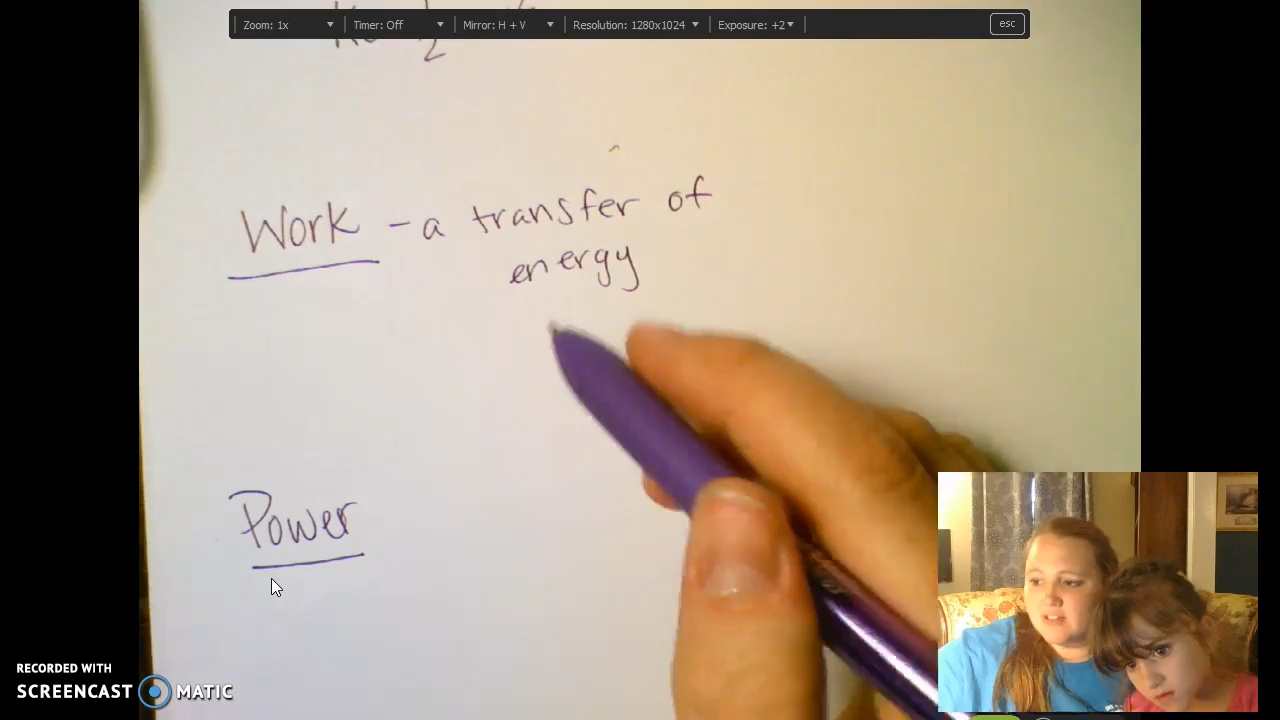 Zoom: 1x Timer: Off Mirror: H + V Resolution: 1280x1024 Exposure: +2 esc
Work - a transfer of
energy
Power
RECORDED WITH
SCREENCAST MATIC